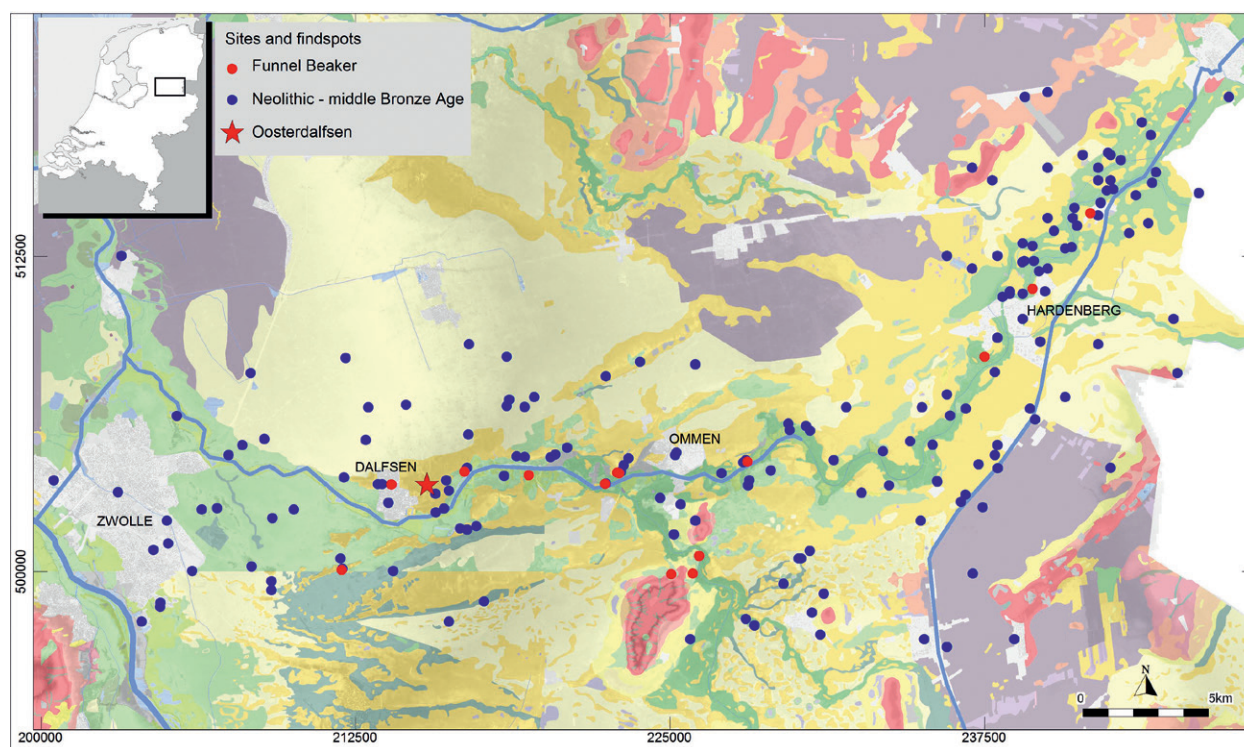 Sites and findspots
Funnel Beaker
Neolithic - middle Bronze Age
Oosterdalfsen
512500
HARDENBERG
OMMEN
DALFSEN
ZWOLLE
500000
N
0 5km
200000 212500 225000 237500